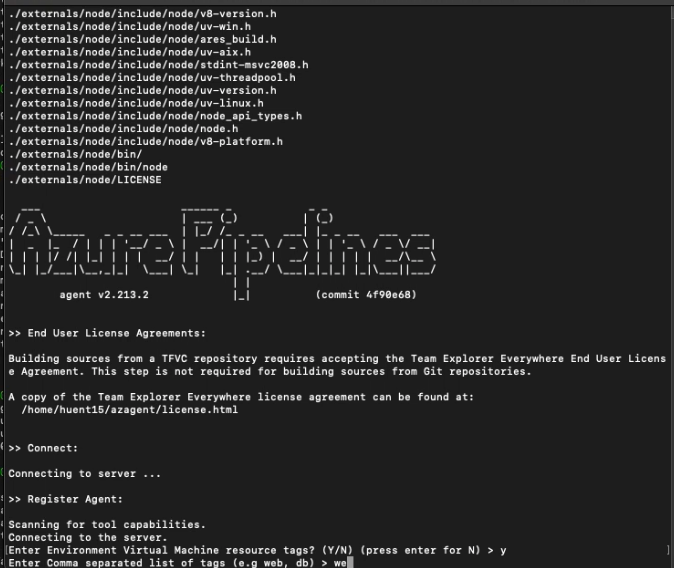 ./externals/node/include/node/v8-version.h
./externals/node/include/node/uv-win.h
./externals/node/include/node/ares_build.h
./externals/node/include/node/uv-aix.h
./externals/node/include/node/stdint-msvc2008.h
./externals/node/include/node/uv-threadpool.h
./externals/node/include/node/uv-version.h
./externals/node/include/node/uv-linux.h
./externals/node/include/node/node_api_types.h
./externals/node/include/node/node.h
./externals/node/include/node/v8-platform.h
./externals/node/bin/
./externals/node/bin/node
./externals/node/LICENSE
AzurePipelines
agent v2.213.2 (commit 4f90e68)
>> End User License Agreements:
Building sources from a TFVC repository requires accepting the Team Explorer Everywhere End User Licens
e Agreement. This step is not required for building sources from Git repositories.
A copy of the Team Explorer Everywhere license agreement can be found at:
/home/huent15/azagent/license.html
>> Connect:
Connecting to server ...
>> Register Agent:
Scanning for tool capabilities.
Connecting to the server.
[Enter Environment Virtual Machine resource tags? (Y/N) (press enter for N) > y ]
Enter Comma separated list of tags (e.g web, db) > we